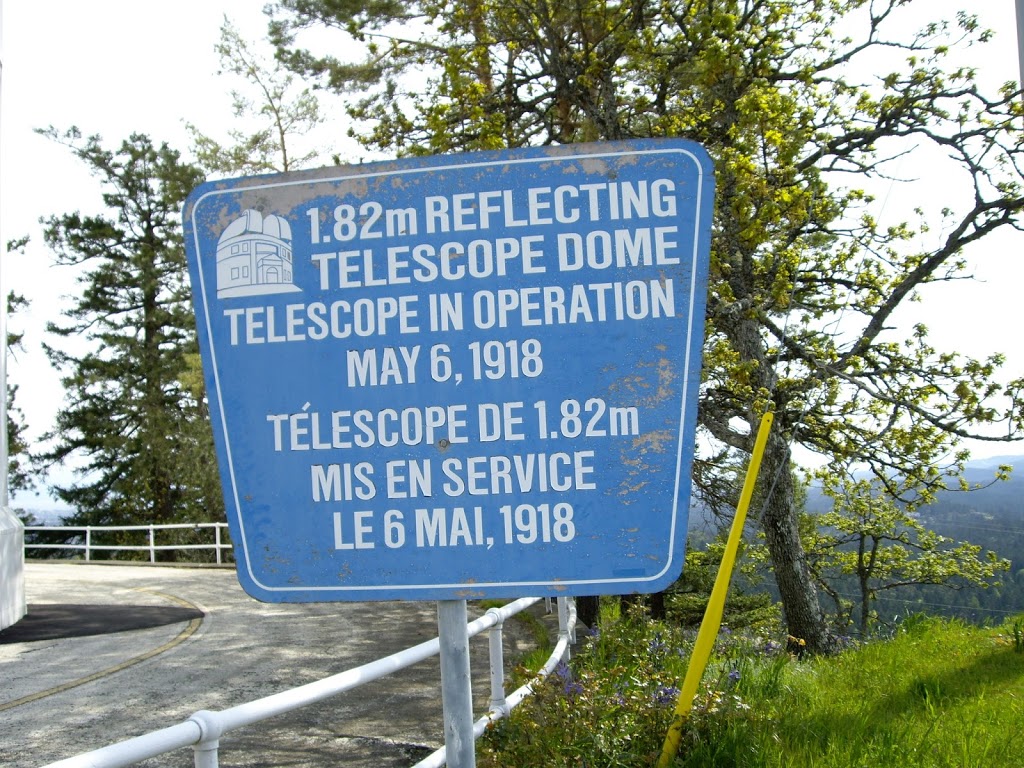 1.82m REFLECTING
TELESCOPE DOME
TELESCOPE IN OPERATION
MAY 6, 1918
TÉLESCOPE DE 1.82m
MIS EN SERVICE
LE 6 MAI, 1918